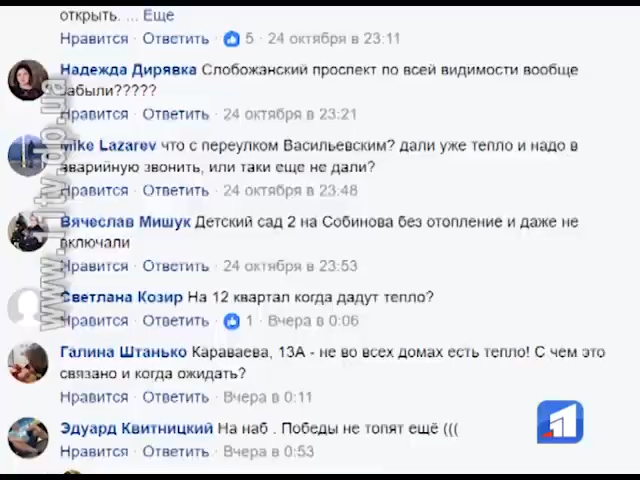 открыть. ... Еще
Нравится · Ответить · 5 · 24 октября в 23:11
Надежда Дирявка Слобожанский проспект по всей видимости вообще
забыли?????
Нравится · Ответить · 24 октября в 23:21
Mike Lazarev что с переулком Васильевским? дали уже тепло и надо в
аварийную звонить, или таки еще не дали?
Нравится · Ответить · 24 октября в 23:48
Вячеслав Мишук Детский сад 2 на Собинова без отопление и даже не
включали
Нравится · Ответить · 24 октября в 23:53
Светлана Козир На 12 квартал когда дадут тепло?
Нравится · Ответить · 1 · Вчера в 0:06
Галина Штанько Караваева, 13А - не во всех домах есть тепло! С чем это
связано и когда ожидать?
Нравится · Ответить · Вчера в 0:11
Эдуард Квитницкий На наб . Победы не топят ещё (((
Нравится · Ответить · Вчера в 0:53
1